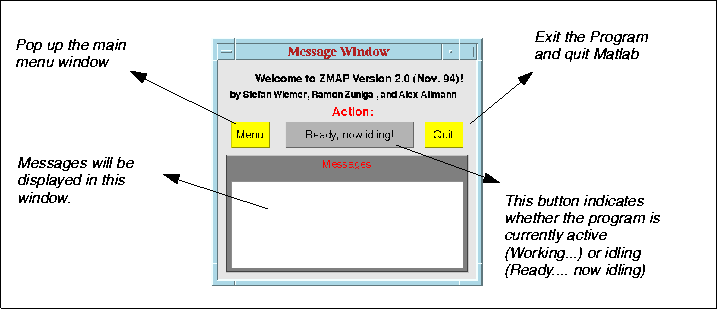 Pop up the main
menu window
Exit the Program
and quit Matlab
Message Window
Welcome to ZMAP Version 2.0 (Nov. 94)!
by Stefan Wiemer, Ramon Zuniga , and Alex Allmann
Action:
Menu
Ready, now idling!
Quit
Messages
Messages will be
displayed in this
window.
This button indicates
whether the program is
currently active
(Working...) or idling
(Ready.... now idling)